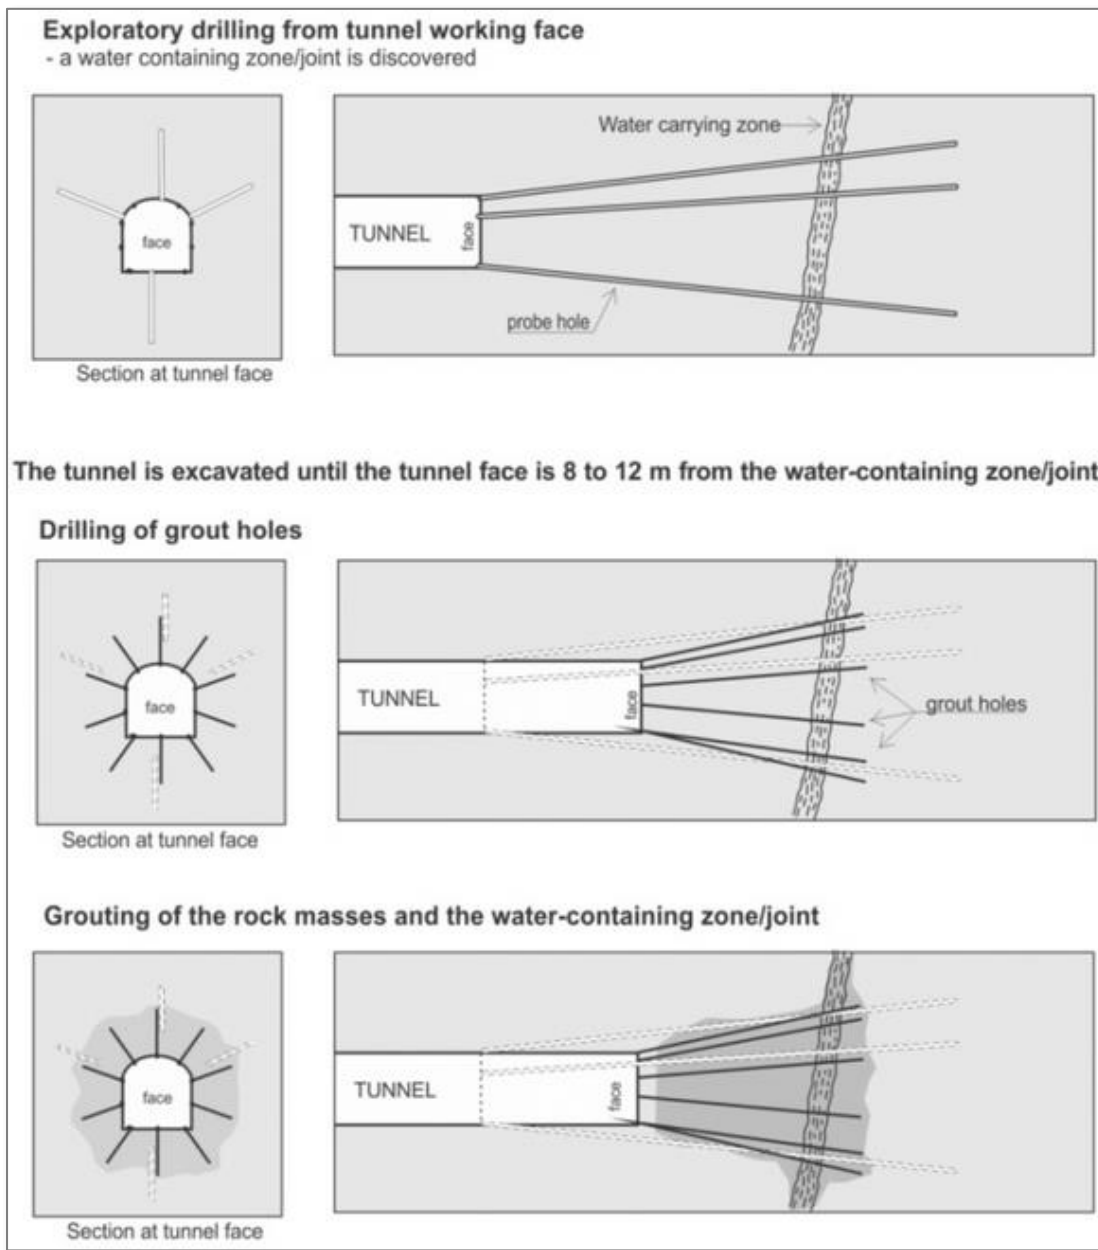 Exploratory drilling from tunnel working face
- a water containing zone/joint is discovered
face
Section at tunnel face
Water carrying zone
TUNNEL
face
probe hole
The tunnel is excavated until the tunnel face is 8 to 12 m from the water-containing zone/joint
Drilling of grout holes
face
Section at tunnel face
TUNNEL
face
grout holes
Grouting of the rock masses and the water-containing zone/joint
face
Section at tunnel face
TUNNEL
face